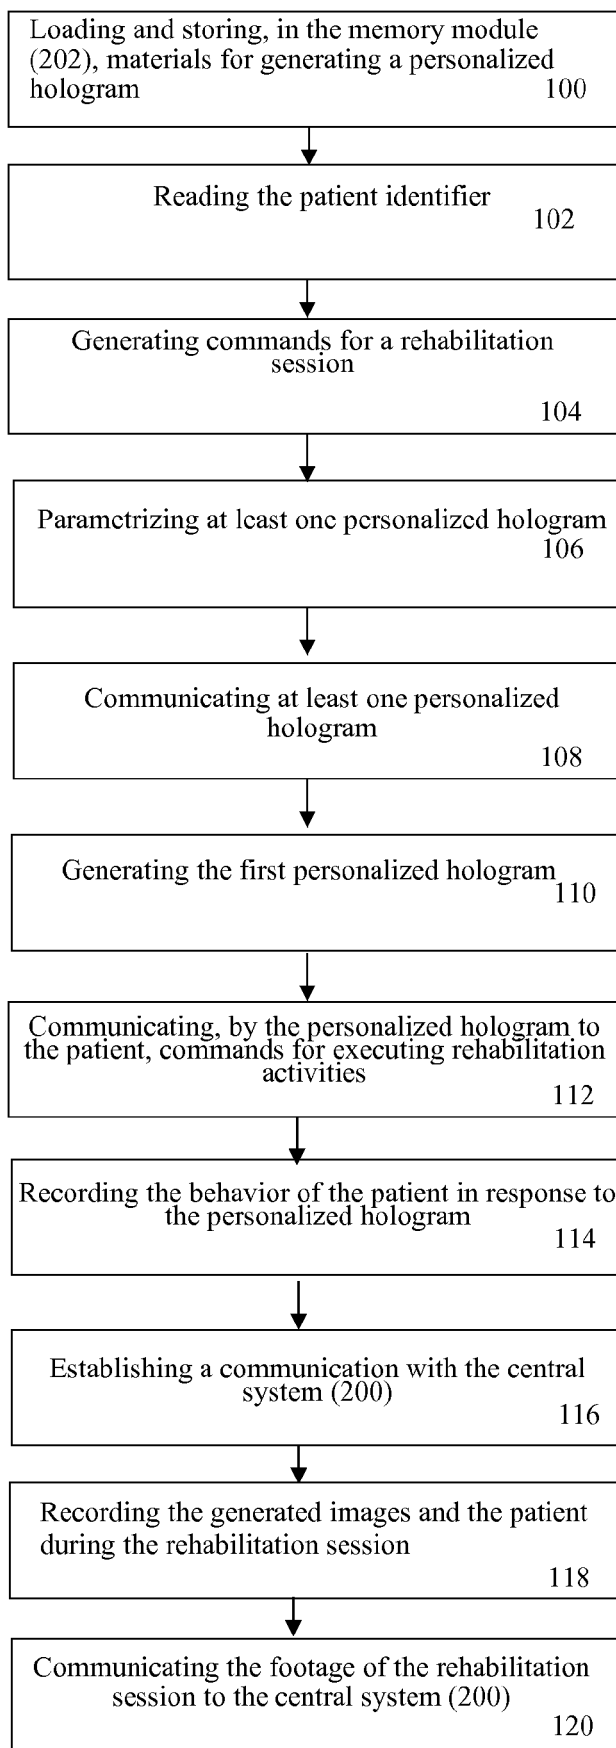 Loading and storing, in the memory module
(202), materials for generating a personalized
hologram
100
Reading the patient identifier
102
Generating commands for a rehabilitation
session
104
Parametrizing at least one personalized hologram
106
Communicating at least one personalized
hologram
108
Generating the first personalized hologram
110
Communicating, by the personalized hologram to
the patient, commands for executing rehabilitation
activities
112
Recording the behavior of the patient in response to
the personalized hologram
114
Establishing a communication with the central
system (200)
116
Recording the generated images and the patient
during the rehabilitation session
118
Communicating the footage of the rehabilitation
session to the central system (200)
120